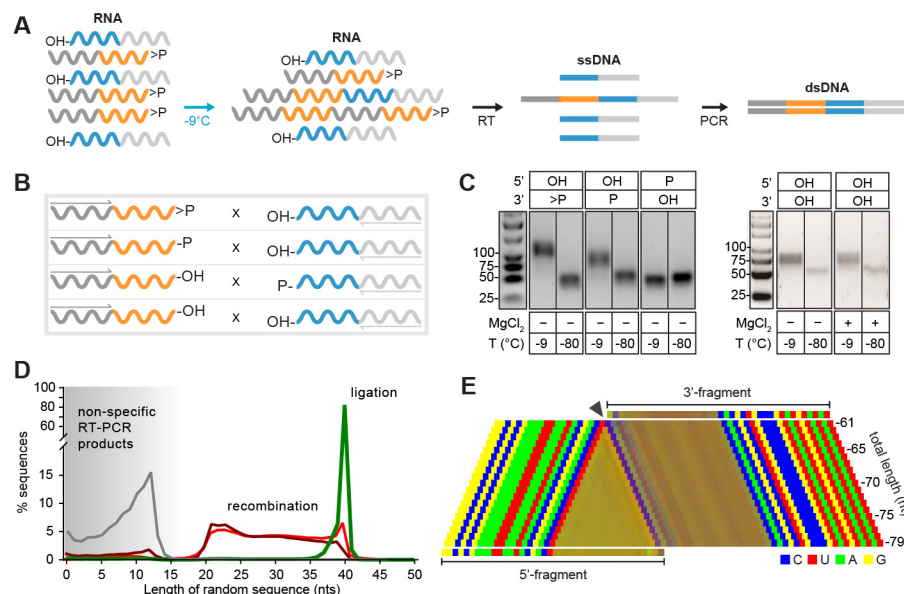 A
RNA
OH-
>P
OH-
>P
>P
OH-
-9°C
RNA
OH-
>P
>P
OH-
RT
ssDNA
PCR
dsDNA
B
>P
x
OH-
-P
x
OH-
-OH
x
P-
-OH
x
OH-
C
5' OH OH P
3' >P P OH
100
75
50
25
MgCl2 – – – – – –
T (°C) -9 -80 -9 -80 -9 -80
5' OH OH
3' OH OH
100
75
50
25
MgCl2 – – + +
T (°C) -9 -80 -9 -80
D
100
80
60
15
10
5
0
% sequences
non-specific
RT-PCR
products
recombination
ligation
0 5 10 15 20 25 30 35 40 45 50
Length of random sequence (nts)
E
3'-fragment
-61
-65
-70
-75
-79
total length (nt)
5'-fragment
C U A G